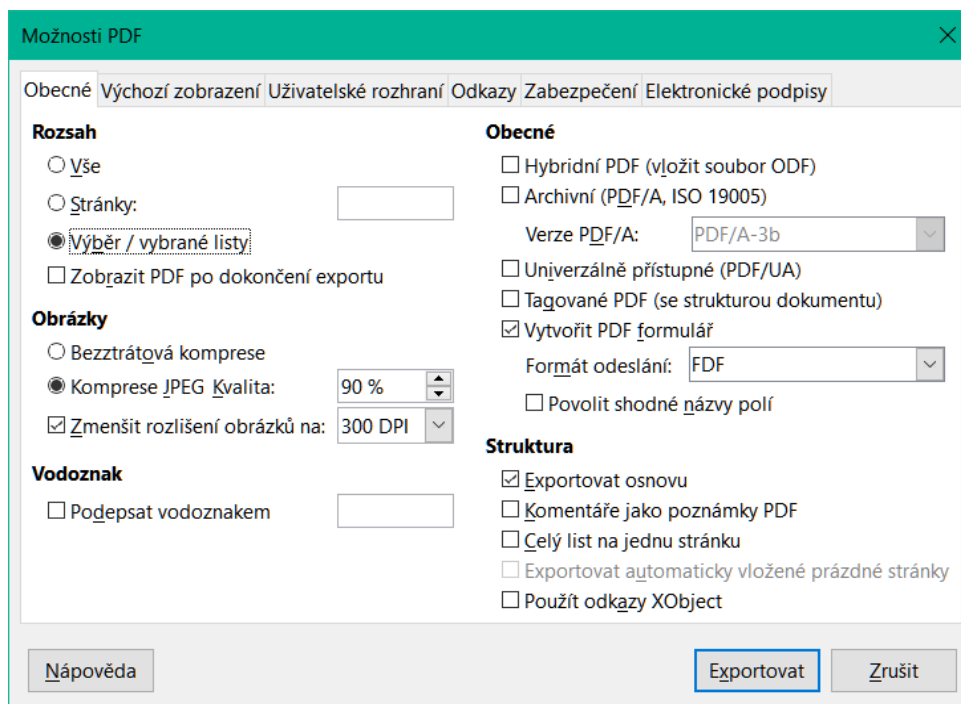 Možnosti PDF
Obecné Výchozí zobrazení Uživatelské rozhraní Odkazy Zabezpečení Elektronické podpisy
Rozsah
Vše
Stránky:
Výběr / vybrané listy
Zobrazit PDF po dokončení exportu
Obrázky
Bezztrátová komprese
Komprese JPEG Kvalita: 90 %
Zmenšit rozlišení obrázků na: 300 DPI
Vodoznak
Podepsat vodoznakem
Obecné
Hybridní PDF (vložit soubor ODF)
Archivní (PDF/A, ISO 19005)
Verze PDF/A: PDF/A-3b
Univerzálně přístupné (PDF/UA)
Tagované PDF (se strukturou dokumentu)
Vytvořit PDF formulář
Formát odeslání: FDF
Povolit shodné názvy polí
Struktura
Exportovat osnovu
Komentáře jako poznámky PDF
Celý list na jednu stránku
Exportovat automaticky vložené prázdné stránky
Použít odkazy XObject
Nápověda Exportovat Zrušit